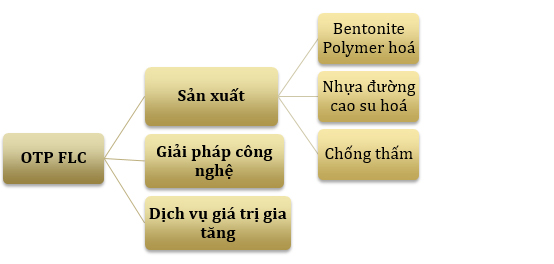 OTP FLC
Sản xuất
Bentonite
Polymer hoá
Nhựa đường
cao su hoá
Chống thấm
Giải pháp công
nghệ
Dịch vụ giá trị gia
tăng